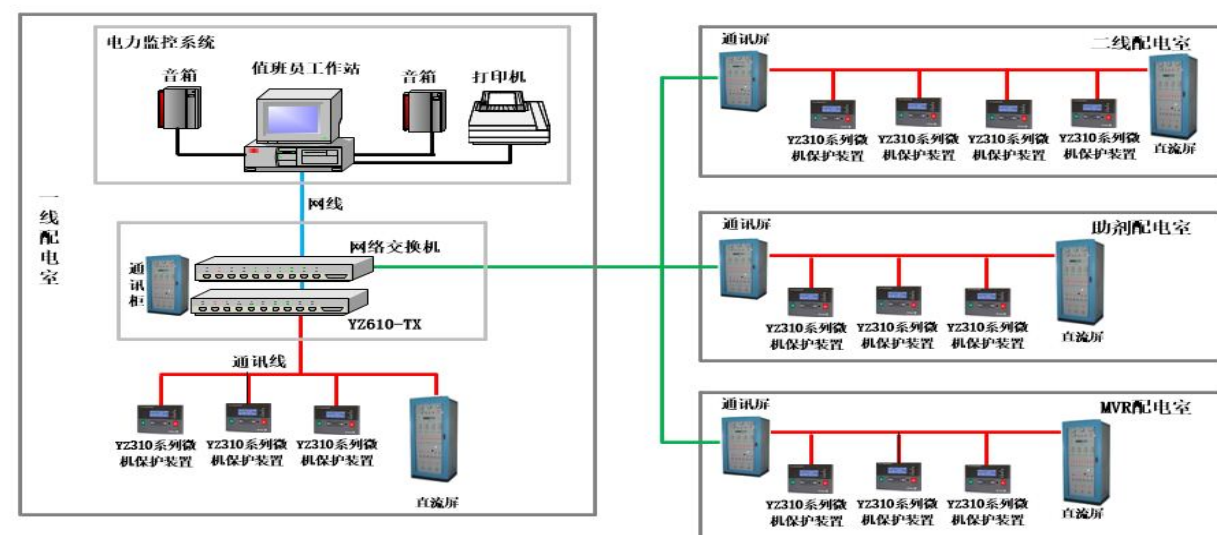 电力监控系统
音箱
值班员工作站
音箱
打印机
网线
一线配电室
网络交换机
通讯柜
YZ610-TX
通讯线
YZ310系列微
机保护装置
YZ310系列微
机保护装置
YZ310系列微
机保护装置
直流屏
通讯屏
二线配电室
YZ310系列微
机保护装置
YZ310系列微
机保护装置
YZ310系列微
机保护装置
YZ310系列微
机保护装置
直流屏
通讯屏
助剂配电室
YZ310系列微
机保护装置
YZ310系列微
机保护装置
YZ310系列微
机保护装置
直流屏
通讯屏
MVR配电室
YZ310系列微
机保护装置
YZ310系列微
机保护装置
YZ310系列微
机保护装置
直流屏